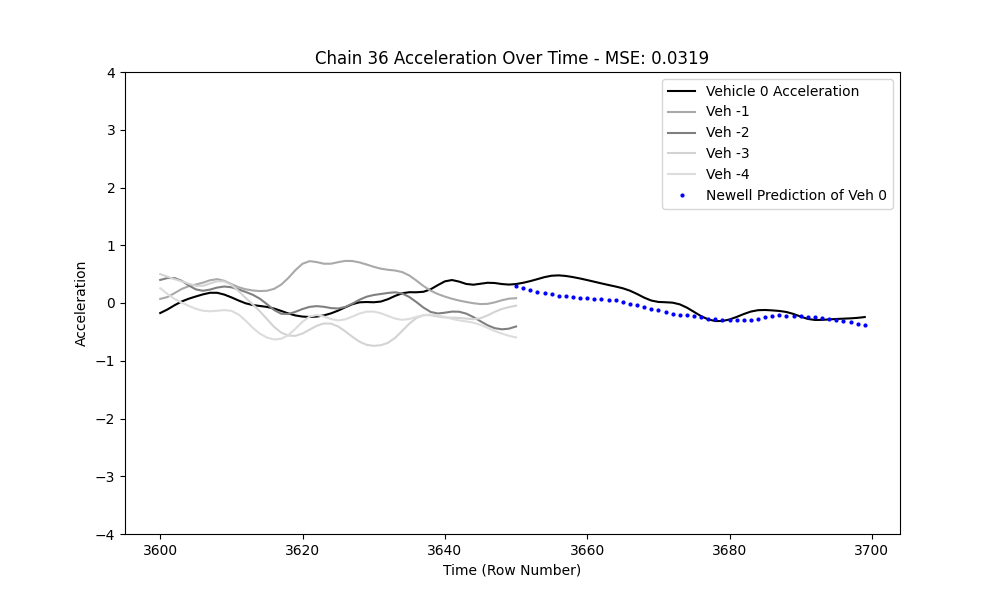 Chain 36 Acceleration Over Time - MSE: 0.0319
Vehicle 0 Acceleration
Veh -1
Veh -2
Veh -3
Veh -4
Newell Prediction of Veh 0
Acceleration
4
3
2
1
0
−1
−2
−3
−4
3600
3620
3640
3660
3680
3700
Time (Row Number)